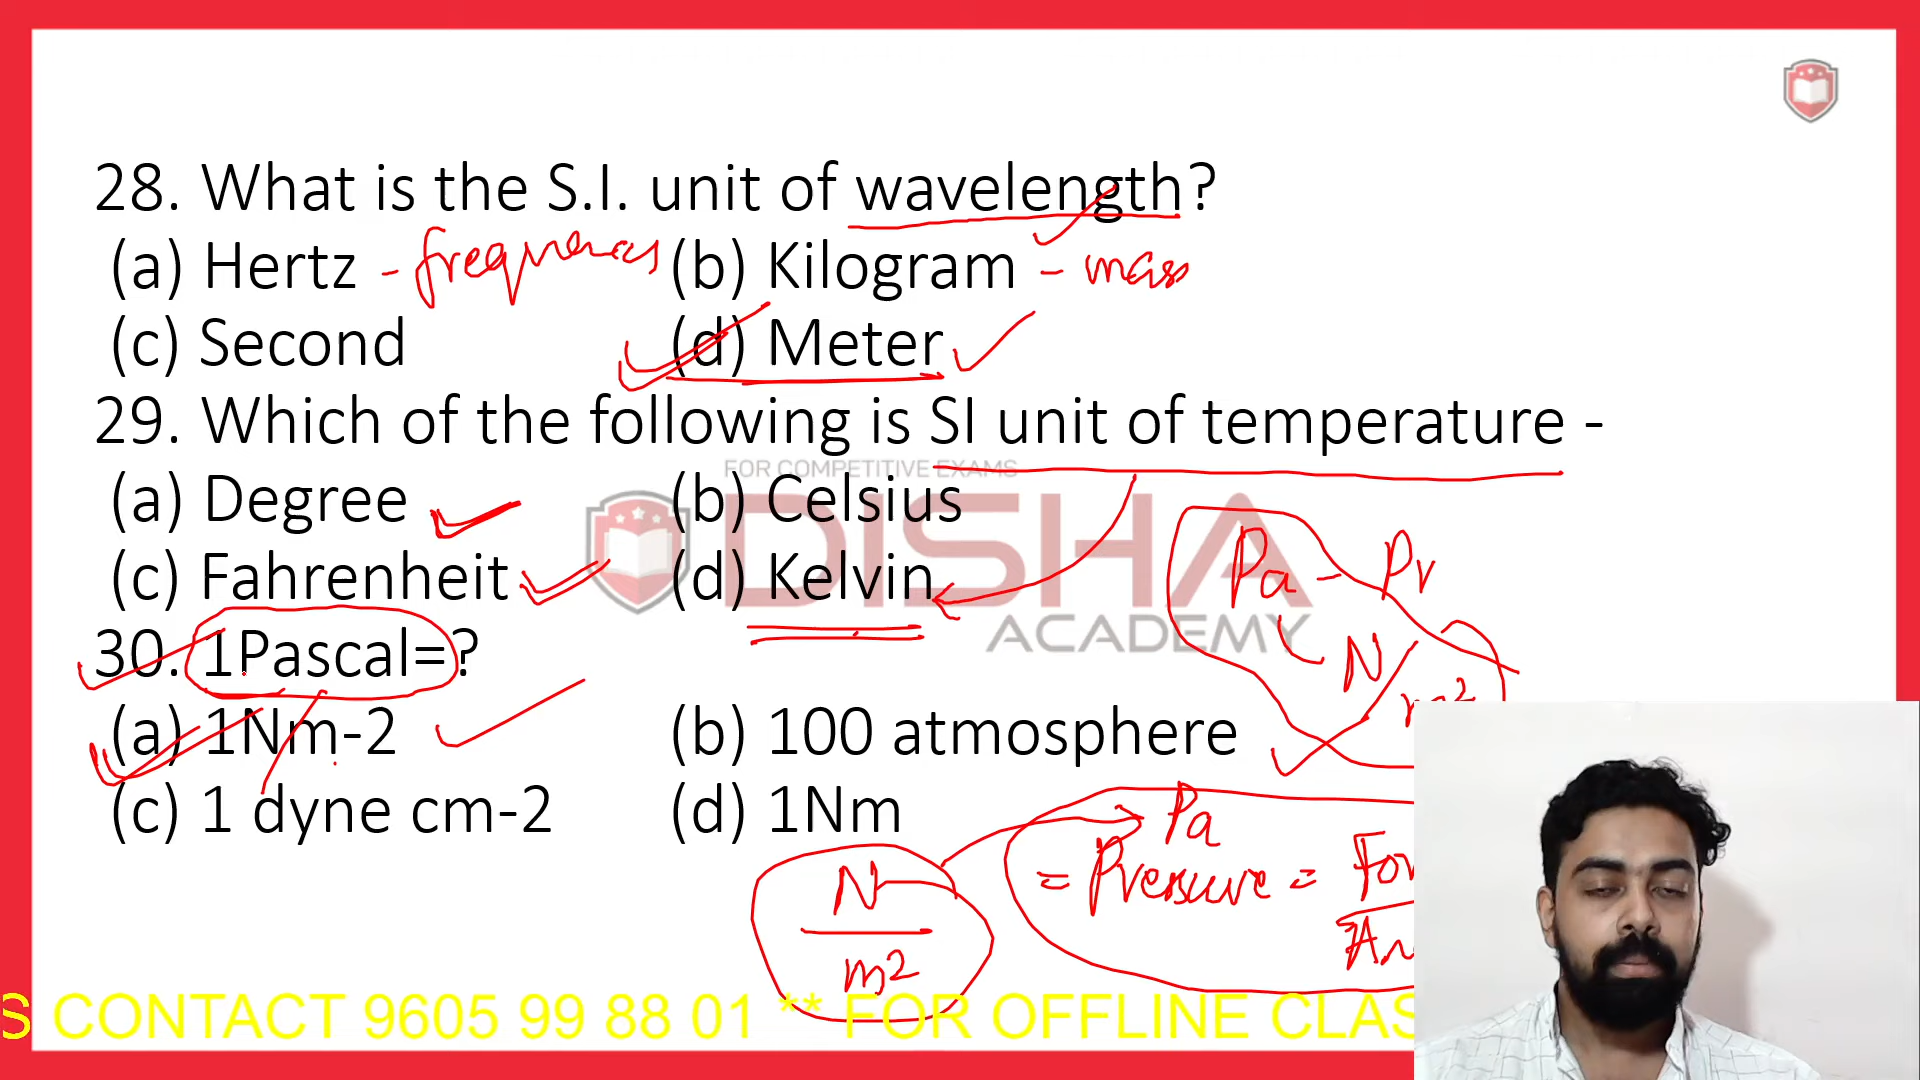 28. What is the S.I. unit of wavelength?
(a) Hertz - frequency (b) Kilogram - mass
(c) Second (d) Meter
29. Which of the following is SI unit of temperature -
FOR COMPETITIVE EXAMS
(a) Degree (b) Celsius
DISHA
(c) Fahrenheit (d) Kelvin
ACADEMY
Pa - Pr
N
m2
30. 1Pascal=?
(a) 1Nm-2 (b) 100 atmosphere
(c) 1 dyne cm-2 (d) 1Nm
Pa
= Pressure = For
N
m2
S CONTACT 9605 99 88 01 ** FOR OFFLINE CLAS